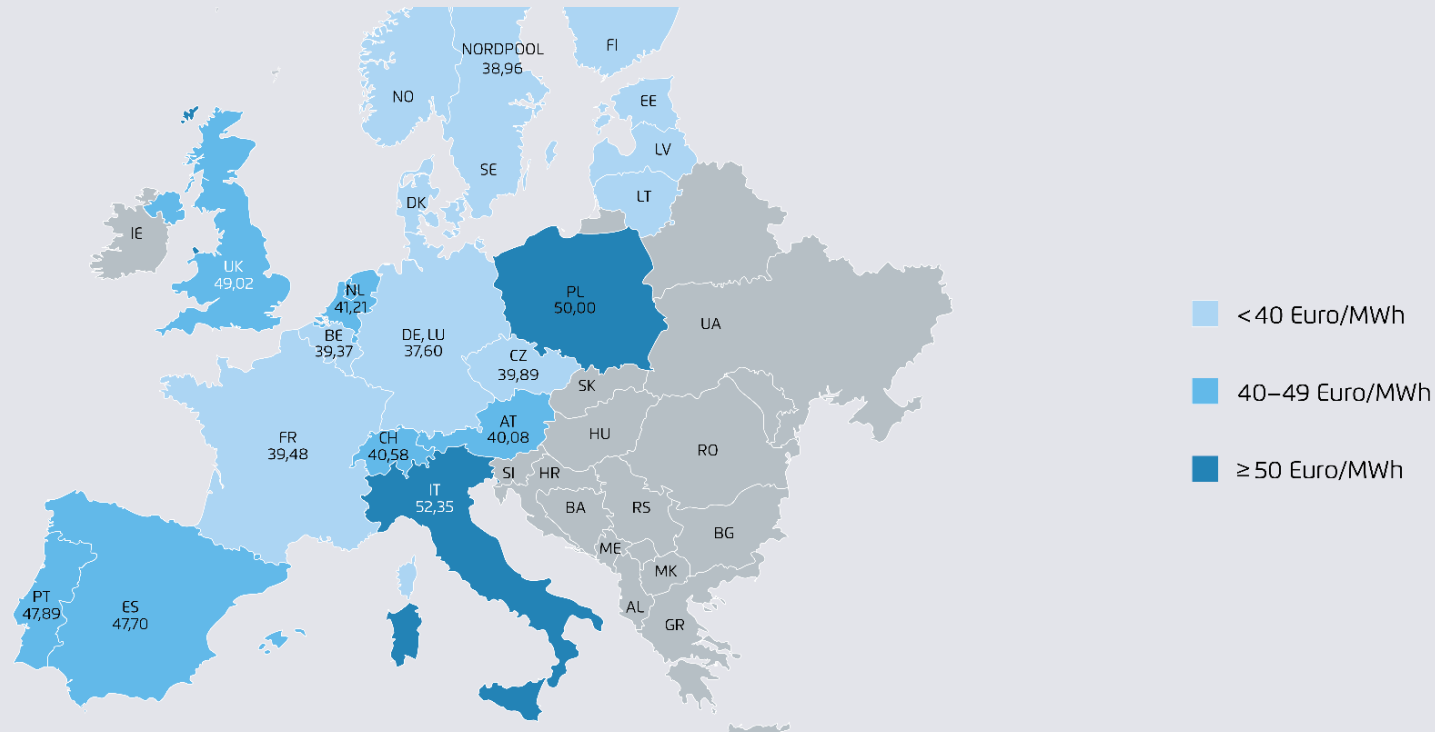 NORDPOOL
38,96
FI
NO
EE
LV
SE
LT
DK
IE
UK
49,02
NL
41,21
PL
50,00
UA
BE
39,37
DE, LU
37,60
CZ
39,89
SK
AT
40,08
HU
FR
39,48
CH
40,58
RO
SI
HR
IT
52,35
BA
RS
BG
ME
MK
PT
47,89
ES
47,70
AL
GR
<40 Euro/MWh
40–49 Euro/MWh
≥50 Euro/MWh